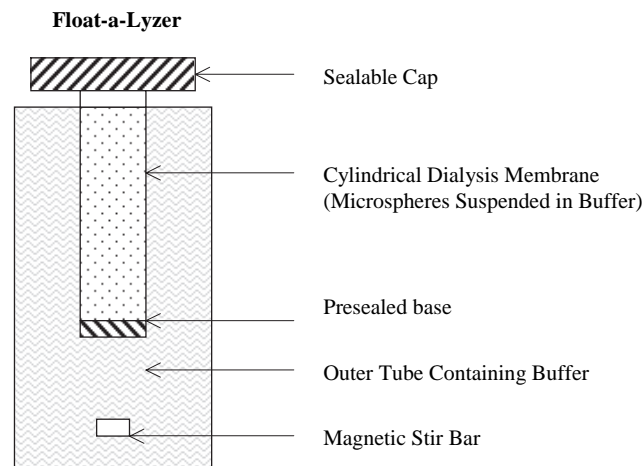 Float-a-Lyzer
Sealable Cap
Cylindrical Dialysis Membrane
(Microspheres Suspended in Buffer)
Presealed base
Outer Tube Containing Buffer
Magnetic Stir Bar